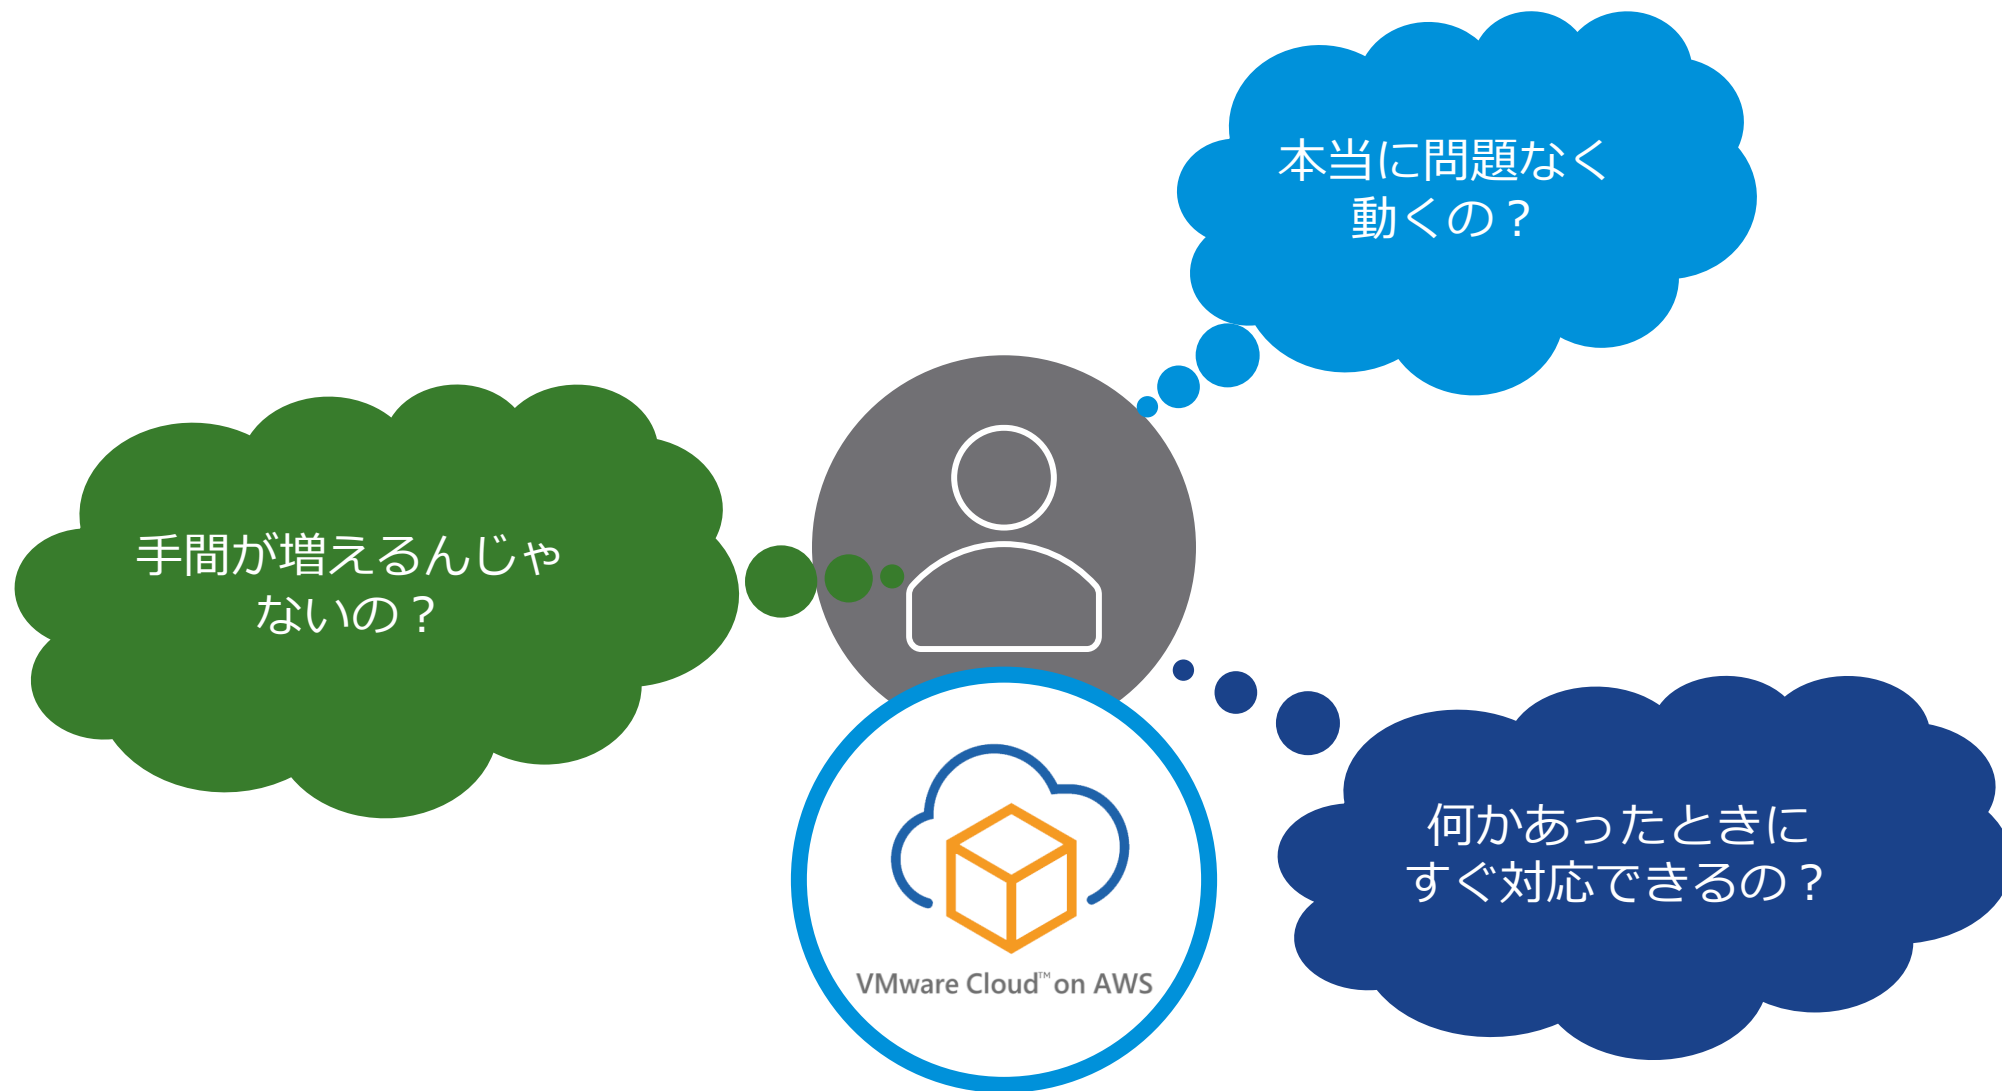 本当に問題なく
動くの？
手間が増えるんじゃ
ないの？
何かあったときに
すぐ対応できるの？
VMware Cloud™ on AWS